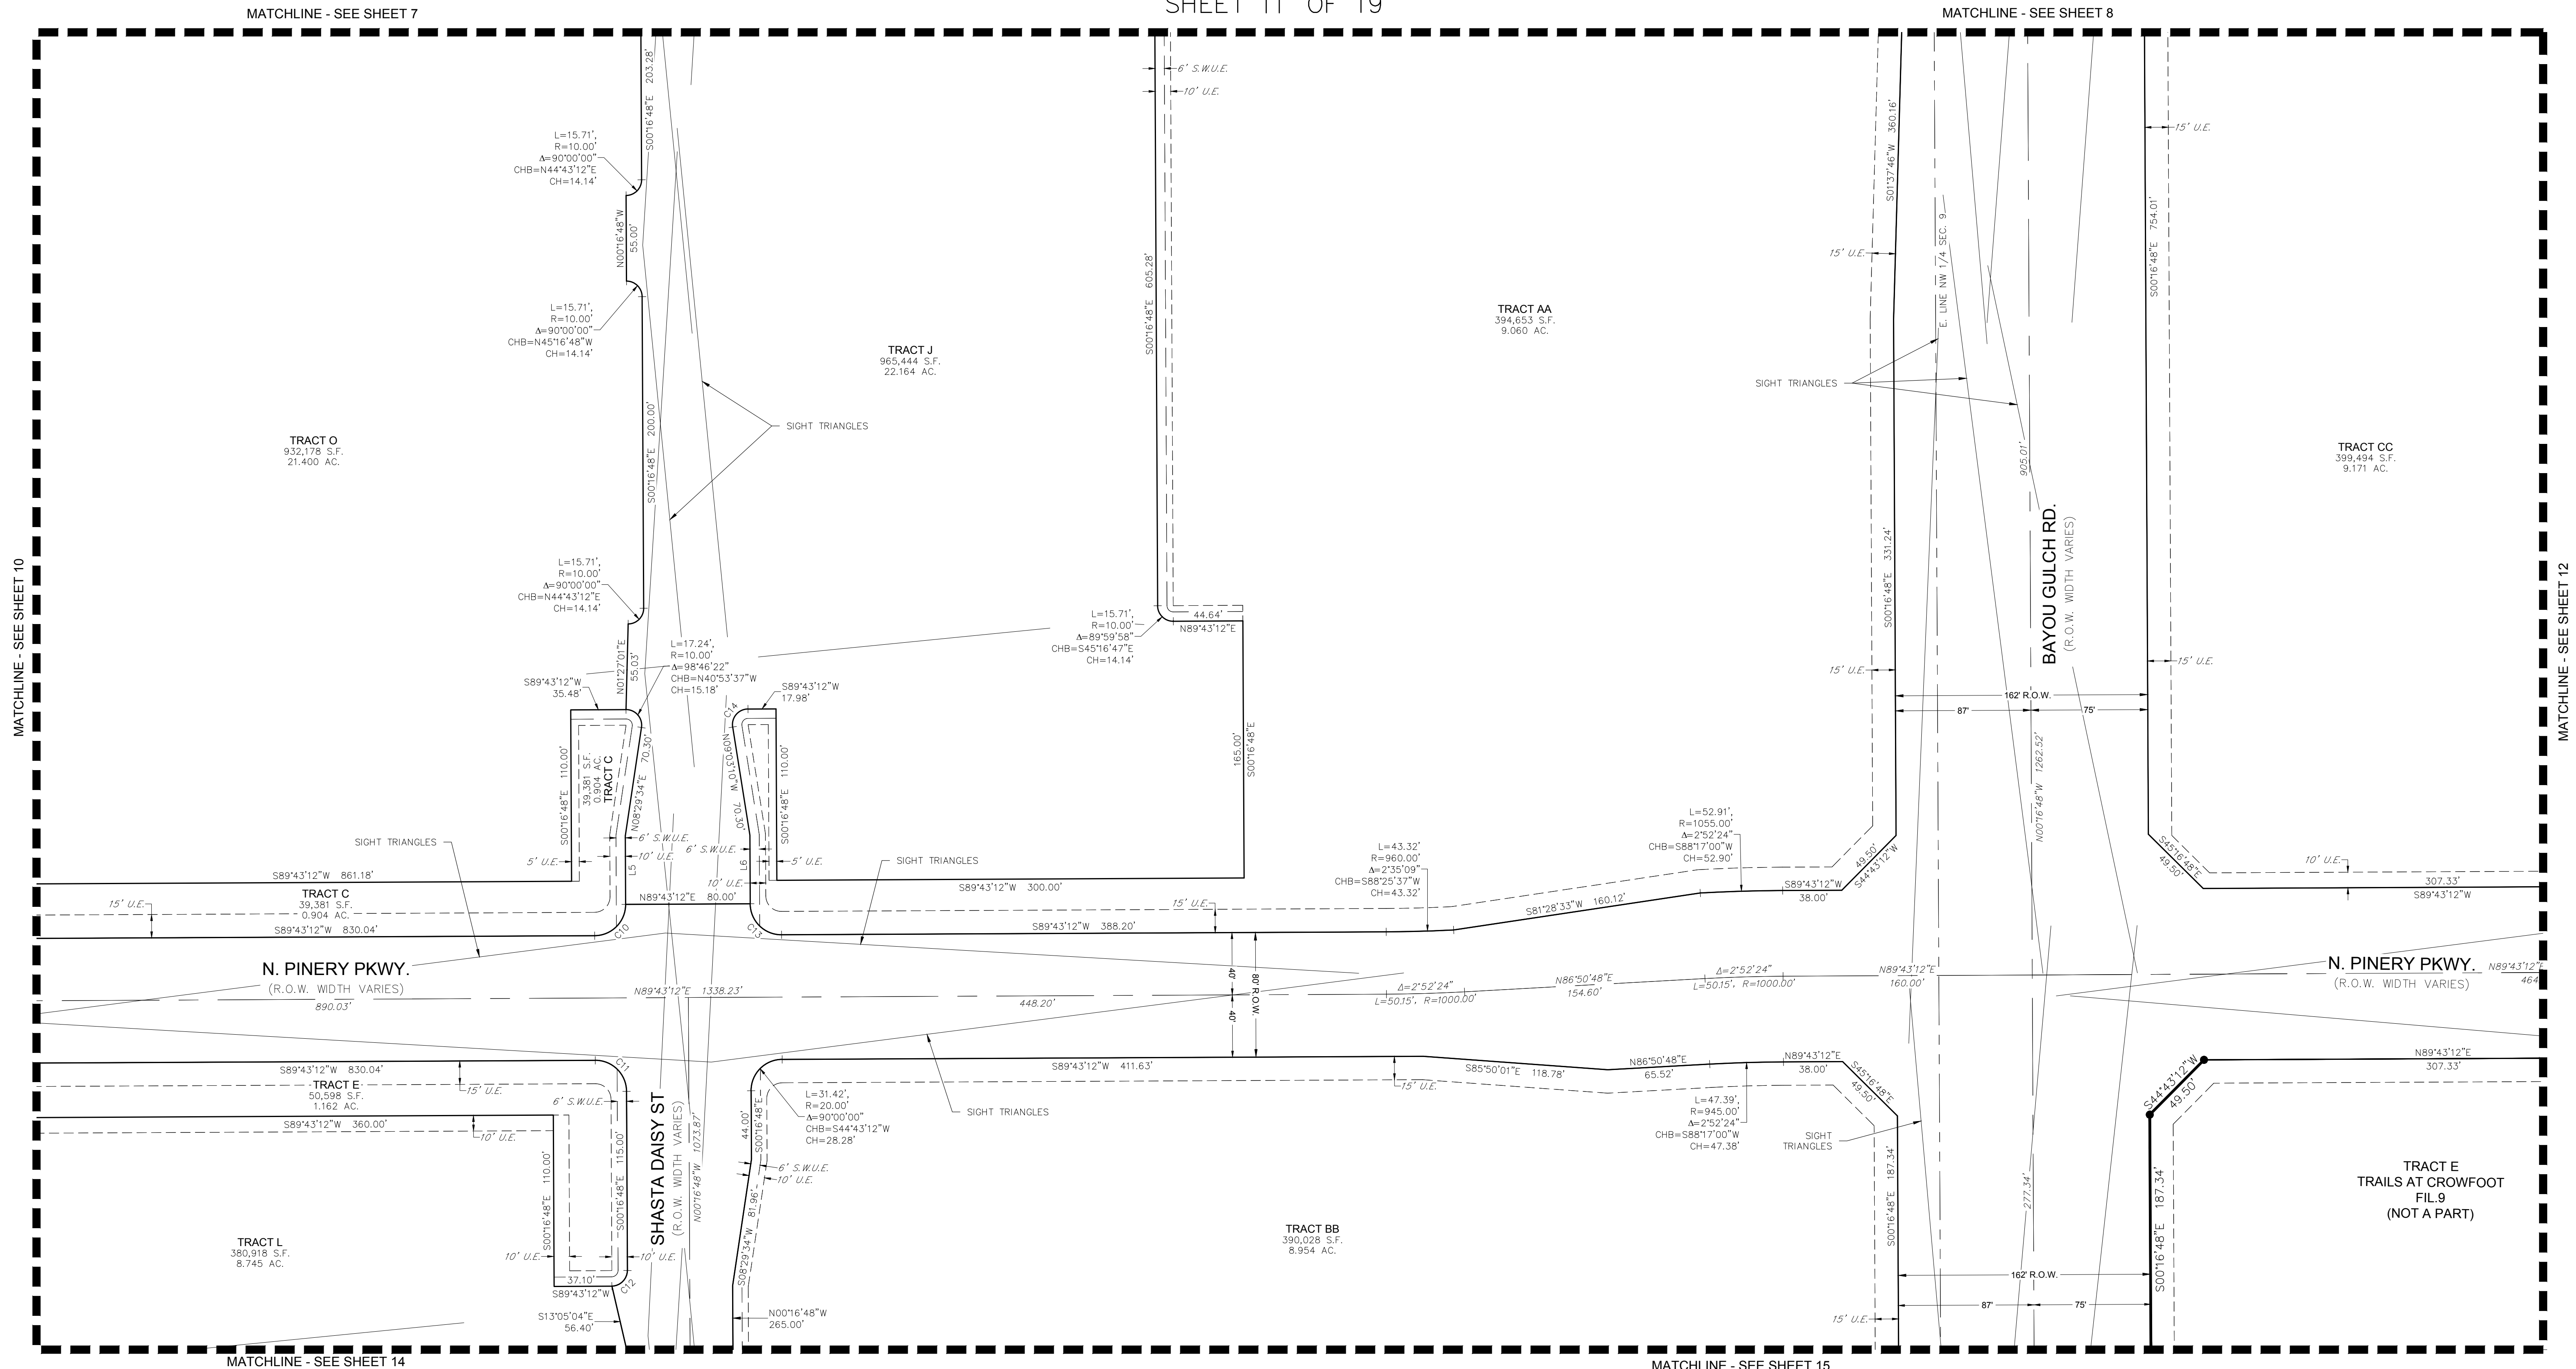 SHEET 11 OF 19
MATCHLINE - SEE SHEET 7
MATCHLINE - SEE SHEET 8
MATCHLINE - SEE SHEET 10
MATCHLINE - SEE SHEET 12
S00°16'48"E 203.28'
L=15.71',
R=10.00'
Δ=90°00'00"
CHB=N44°43'12"E
CH=14.14'
N00°16'48"W
55.00'
L=15.71',
R=10.00'
Δ=90°00'00"
CHB=N45°16'48"W
CH=14.14'
S00°16'48"E 200.00'
TRACT O
932,178 S.F.
21.400 AC.
L=15.71',
R=10.00'
Δ=90°00'00"
CHB=N44°43'12"E
CH=14.14'
N01°27'01"E
55.03'
L=17.24',
R=10.00'
Δ=98°46'22"
CHB=N40°53'37"W
CH=15.18'
S89°43'12"W
35.48'
S00°16'48"E 110.00'
39,381 S.F.
0.904 AC.
TRACT C
N08°29'34"E 70.30'
6' S.W.U.E.
10' U.E.
5' U.E.
L5
TRACT J
965,444 S.F.
22.164 AC.
SIGHT TRIANGLES
6' S.W.U.E.
10' U.E.
S00°16'48"E 605.28'
L=15.71',
R=10.00'
Δ=89°59'58"
CHB=S45°16'47"E
CH=14.14'
44.64'
N89°43'12"E
165.00'
S00°16'48"E
C14
S89°43'12"W
17.98'
N09°03'10"W 70.30'
S00°16'48"E 110.00'
6' S.W.U.E.
L6
5' U.E.
10' U.E.
SIGHT TRIANGLES
S89°43'12"W 300.00'
SIGHT TRIANGLES
S89°43'12"W 861.18'
TRACT C
39,381 S.F.
0.904 AC.
15' U.E.
S89°43'12"W 830.04'
C10
N89°43'12"E 80.00'
C13
15' U.E.
S89°43'12"W 388.20'
TRACT AA
394,653 S.F.
9.060 AC.
S01°37'46"W 360.16'
15' U.E.
SIGHT TRIANGLES
E. LINE NW 1/4 SEC. 9
905.01'
S00°16'48"E 331.24'
15' U.E.
BAYOU GULCH RD.
(R.O.W. WIDTH VARIES)
15' U.E.
S00°16'48"E 754.01'
TRACT CC
399,494 S.F.
9.171 AC.
15' U.E.
162' R.O.W.
87'
75'
N00°16'48"W 1262.52'
L=43.32'
R=960.00'
Δ=2°35'09"
CHB=S88°25'37"W
CH=43.32'
L=52.91',
R=1055.00'
Δ=2°52'24"
CHB=S88°17'00"W
CH=52.90'
S81°28'33"W 160.12'
S89°43'12"W
38.00'
49.50'
S44°43'12"W
S45°16'48"E
49.50'
10' U.E.
307.33'
S89°43'12"W
N. PINERY PKWY.
(R.O.W. WIDTH VARIES)
890.03'
N89°43'12"E 1338.23'
448.20'
40'
40'
80' R.O.W.
Δ=2°52'24"
L=50.15', R=1000.00'
N86°50'48"E
154.60'
Δ=2°52'24"
L=50.15', R=1000.00'
N89°43'12"E
160.00'
N. PINERY PKWY.
(R.O.W. WIDTH VARIES)
N89°43'12"E
464
S89°43'12"W 830.04'
C11
TRACT E
50,598 S.F.
1.162 AC.
15' U.E.
6' S.W.U.E.
S89°43'12"W 360.00'
10' U.E.
S00°16'48"E 110.00'
S00°16'48"E 115.00'
10' U.E.
10' U.E.
37.10'
S89°43'12"W
C12
S13°05'04"E
56.40'
TRACT L
380,918 S.F.
8.745 AC.
SHASTA DAISY ST
(R.O.W. WIDTH VARIES)
N00°16'48"W 1073.87'
44.00'
S00°16'48"E
L=31.42',
R=20.00'
Δ=90°00'00"
CHB=S44°43'12"W
CH=28.28'
6' S.W.U.E.
10' U.E.
S08°29'34"W 81.96'
N00°16'48"W
265.00'
SIGHT TRIANGLES
S89°43'12"W 411.63'
15' U.E.
S85°50'01"E 118.78'
N86°50'48"E
65.52'
N89°43'12"E
38.00'
S45°16'48"E
49.50'
L=47.39',
R=945.00'
Δ=2°52'24"
CHB=S88°17'00"W
CH=47.38'
SIGHT
TRIANGLES
TRACT BB
390,028 S.F.
8.954 AC.
S00°16'48"E 187.34'
15' U.E.
277.34'
162' R.O.W.
87'
75'
S44°43'12"W
49.50'
N89°43'12"E
307.33'
S00°16'48"E 187.34'
TRACT E
TRAILS AT CROWFOOT
FIL.9
(NOT A PART)
MATCHLINE - SEE SHEET 14
MATCHLINE - SEE SHEET 15